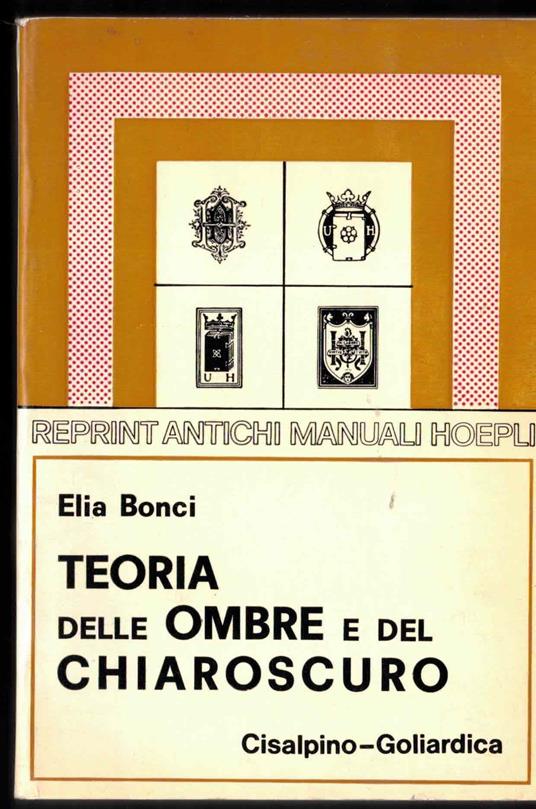 U H
U H
REPRINT ANTICHI MANUALI HOEPLI
Elia Bonci
TEORIA
DELLE OMBRE E DEL
CHIAROSCURO
Cisalpino-Goliardica